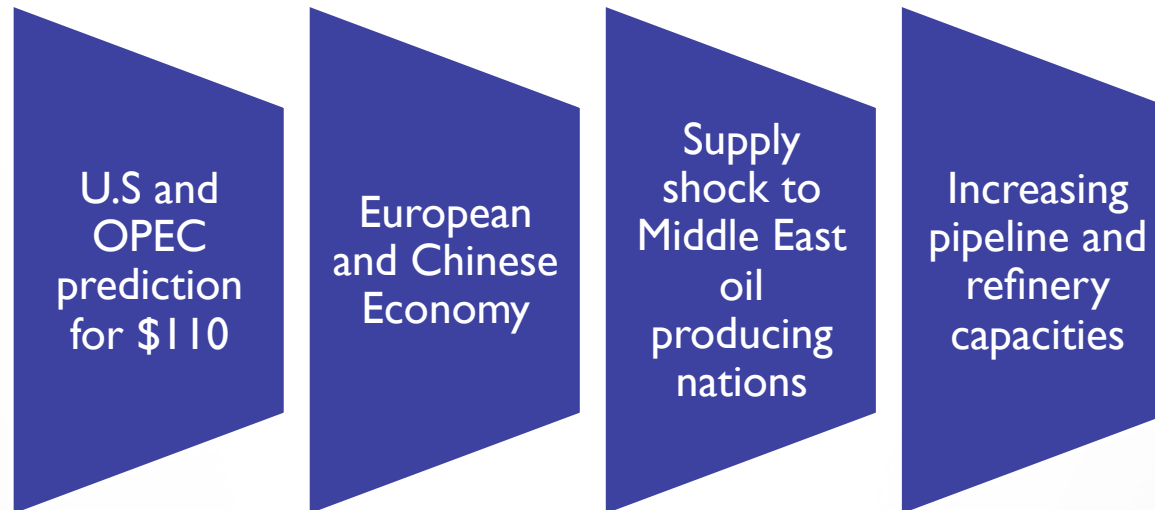 U.S and
OPEC
prediction
for $110
European
and Chinese
Economy
Supply
shock to
Middle East
oil
producing
nations
Increasing
pipeline and
refinery
capacities